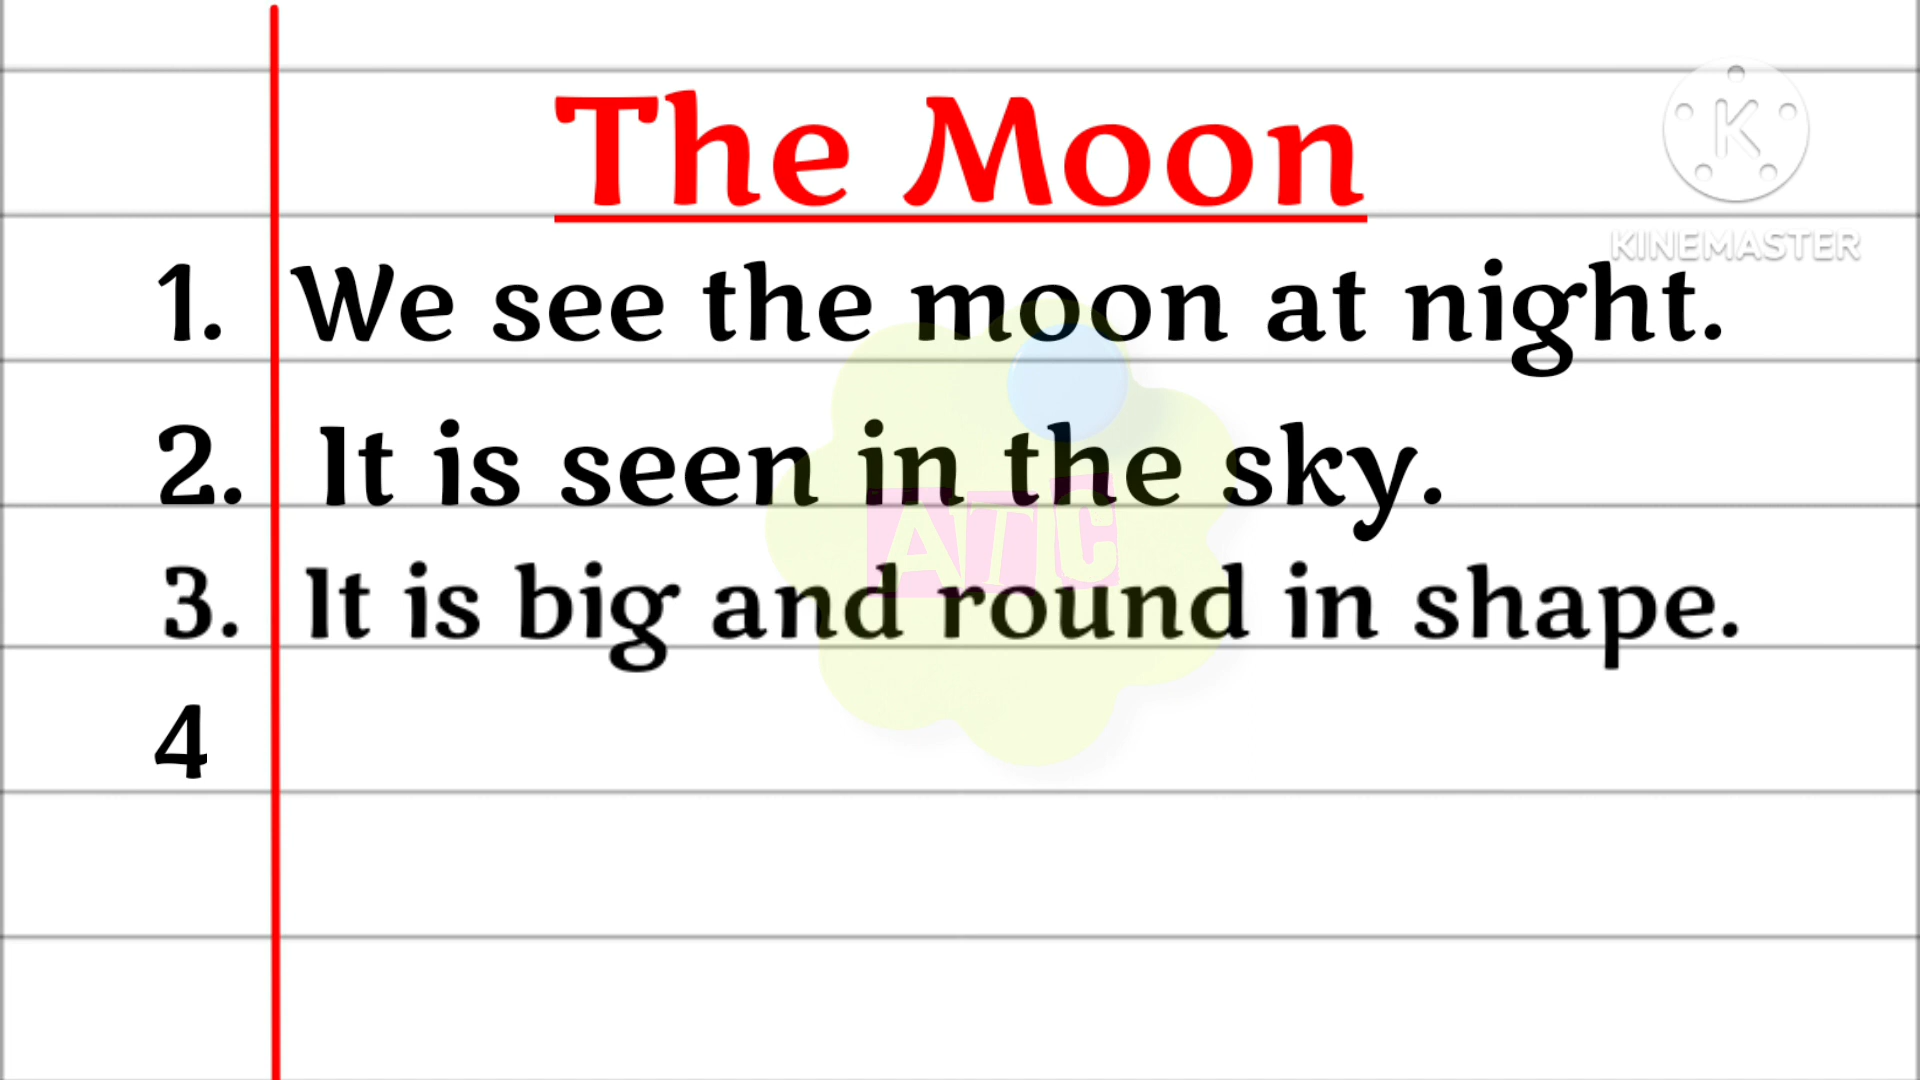 The Moon
KINEMASTER
1. We see the moon at night.
2. It is seen in the sky.
ATC
3. It is big and round in shape.
4